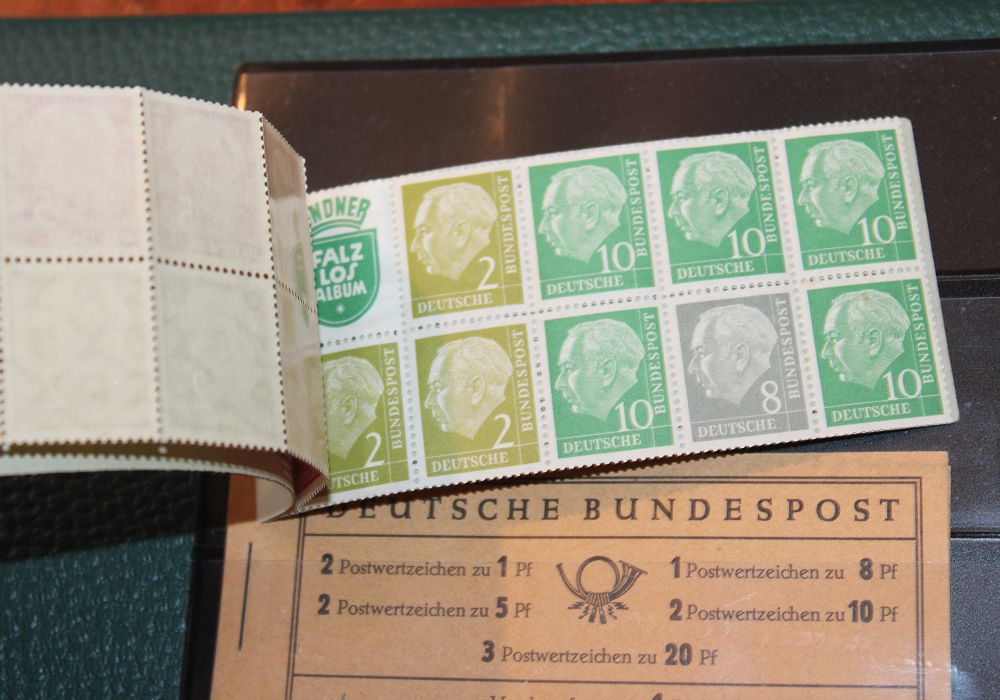 NDNER
FALZ
LOS
ALBUM
2
BUNDESPOST
DEUTSCHE
10
BUNDESPOST
DEUTSCHE
10
BUNDESPOST
DEUTSCHE
10
BUNDESPOST
DEUTSCHE
2
BUNDESPOST
TSCHE
2
BUNDESPOST
DEUTSCHE
10
BUNDESPOST
DEUTSCHE
8
BUNDESPOST
DEUTSCHE
10
BUNDESPOST
DEUTSCHE
DEUTSCHE BUNDESPOST
2 Postwertzeichen zu 1 Pf
1 Postwertzeichen zu 8 Pf
2 Postwertzeichen zu 5 Pf
2 Postwertzeichen zu 10 Pf
3 Postwertzeichen zu 20 Pf